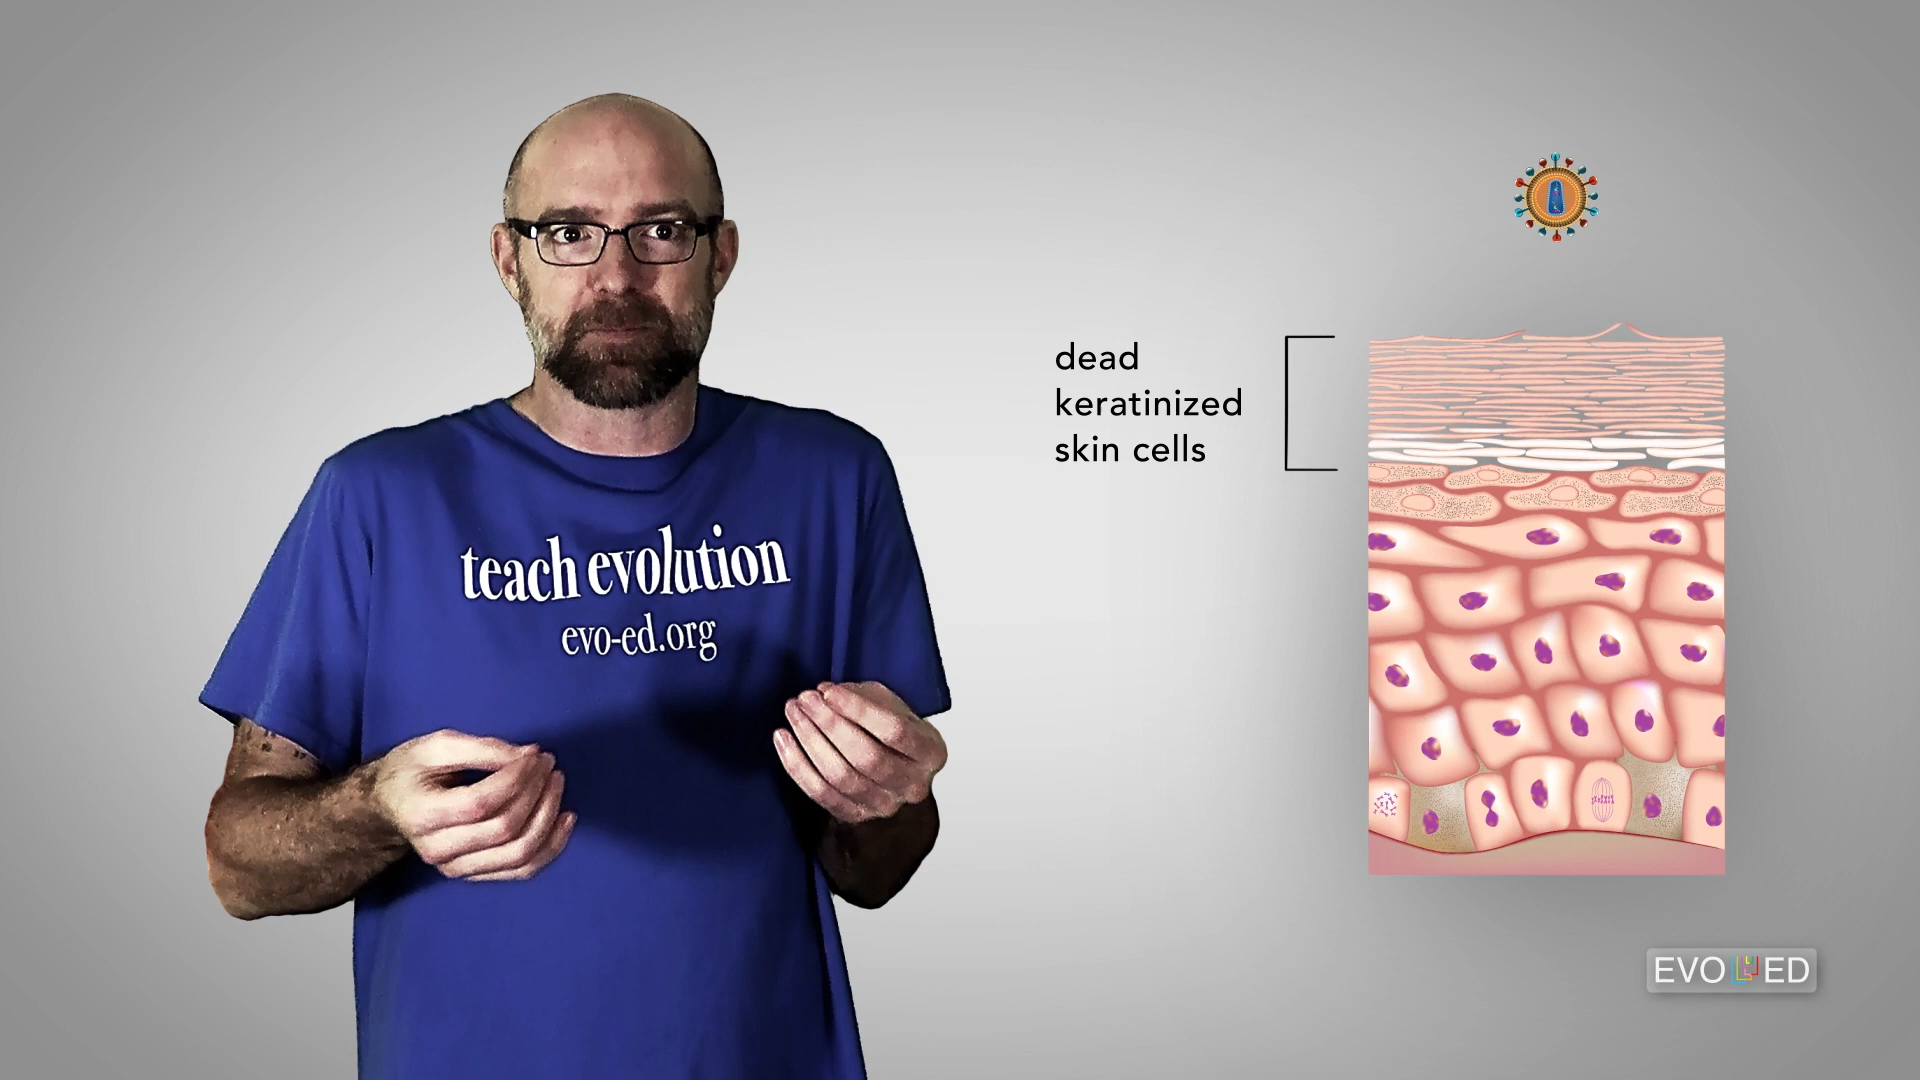 teach evolution
evo-ed.org
dead
keratinized
skin cells
EVO ED